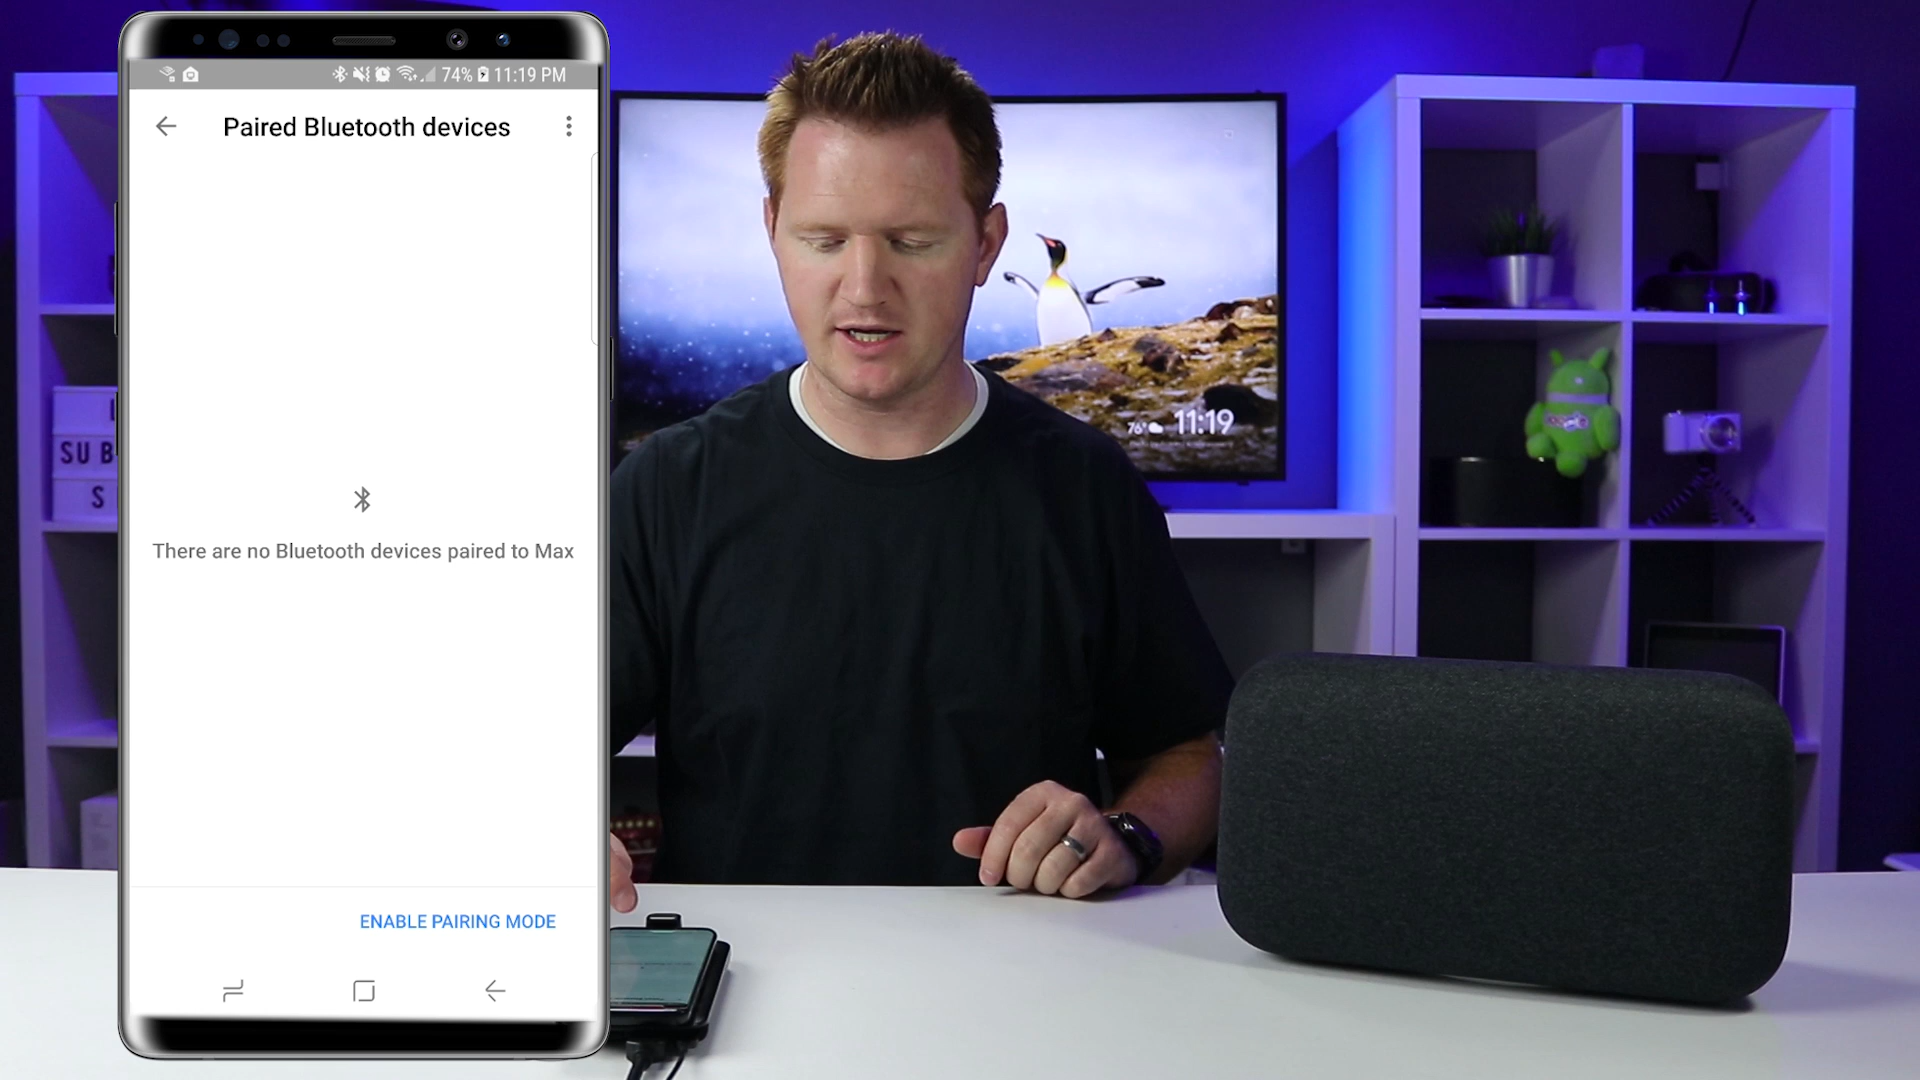 74% 11:19 PM
Paired Bluetooth devices
There are no Bluetooth devices paired to Max
ENABLE PAIRING MODE
SU B
S
76° 11:19